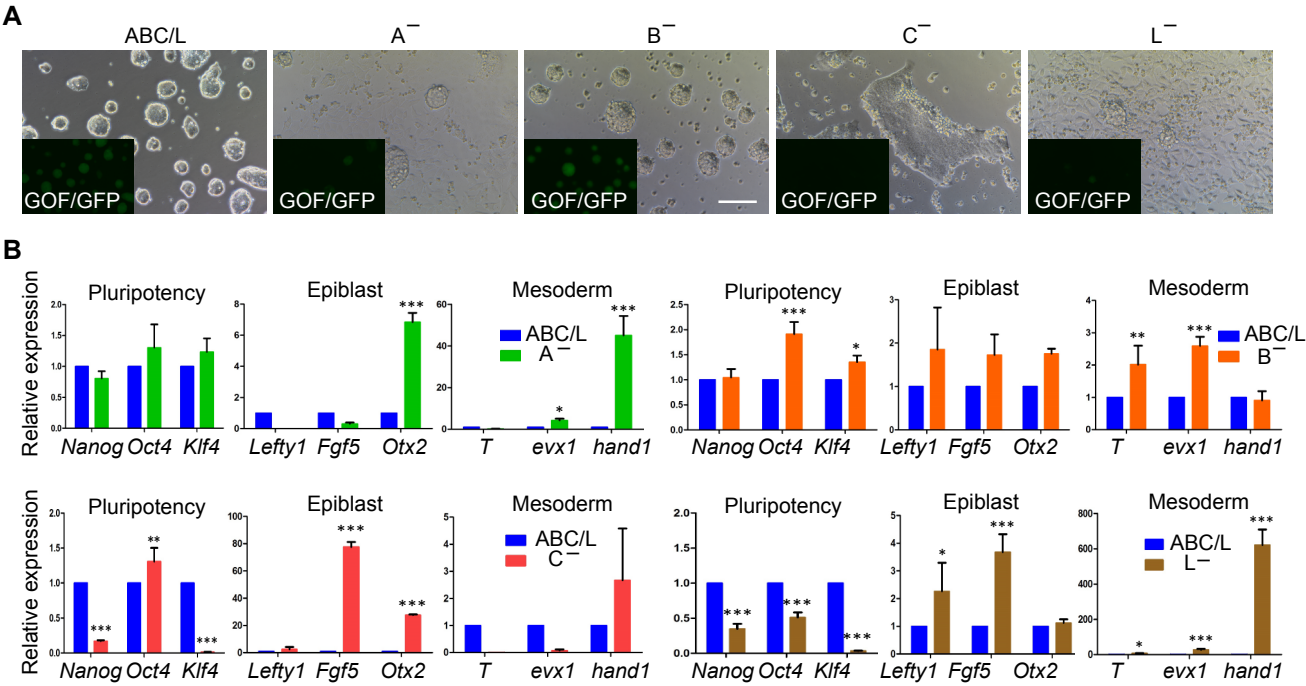 A
ABC/L A⁻ B⁻ C⁻ L⁻
GOF/GFP GOF/GFP GOF/GFP GOF/GFP GOF/GFP
B
Relative expression
Pluripotency
2.0
1.5
1.0
0.5
0.0
Nanog Oct4 Klf4
Epiblast
8
6
4
2
0
***
Lefty1 Fgf5 Otx2
Mesoderm
60
40
20
0
ABC/L
A⁻
*
***
T evx1 hand1
Pluripotency
2.5
2.0
1.5
1.0
0.5
0.0
***
*
Nanog Oct4 Klf4
Epiblast
3
2
1
0
Lefty1 Fgf5 Otx2
Mesoderm
4
3
2
1
0
** ***
ABC/L
B⁻
T evx1 hand1
Relative expression
Pluripotency
2.0
1.5
1.0
0.5
0.0
*** ** ***
Nanog Oct4 Klf4
Epiblast
100
80
60
40
20
0
***
***
Lefty1 Fgf5 Otx2
Mesoderm
5
4
3
2
1
0
ABC/L
C⁻
T evx1 hand1
Pluripotency
2.0
1.5
1.0
0.5
0.0
*** *** ***
Nanog Oct4 Klf4
Epiblast
5
4
3
2
1
0
* ***
Lefty1 Fgf5 Otx2
Mesoderm
800
600
400
200
0
ABC/L
L⁻
* *** ***
T evx1 hand1